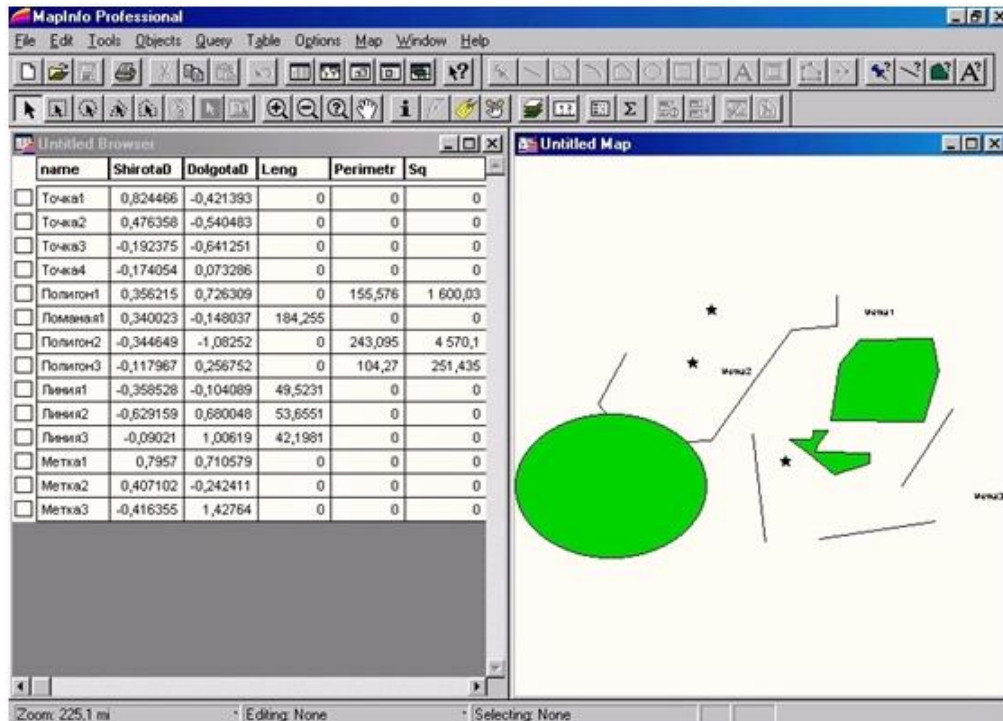 MapInfo Professional
File Edit Tools Objects Query Table Options Map Window Help
Untitled Browser
name ShirotaD DolgotaD Leng Perimetr Sq
Точка1 0,824466 -0,421393 0 0 0
Точка2 0,476358 -0,540483 0 0 0
Точка3 -0,192375 -0,641251 0 0 0
Точка4 -0,174054 0,073286 0 0 0
Полигон1 0,356215 0,726309 0 155,576 1 600,03
Ломаная1 0,340023 -0,148037 184,255 0 0
Полигон2 -0,344649 -1,08252 0 243,095 4 570,1
Полигон3 -0,117967 0,256752 0 104,27 251,435
Линия1 -0,358528 -0,104089 49,5231 0 0
Линия2 -0,629159 0,680048 53,6551 0 0
Линия3 -0,09021 1,00619 42,1981 0 0
Метка1 0,7957 0,710579 0 0 0
Метка2 0,407102 -0,242411 0 0 0
Метка3 -0,416355 1,42764 0 0 0
Untitled Map
Метка1
Метка2
Метка3
Zoom: 225,1 mi Editing: None Selecting: None